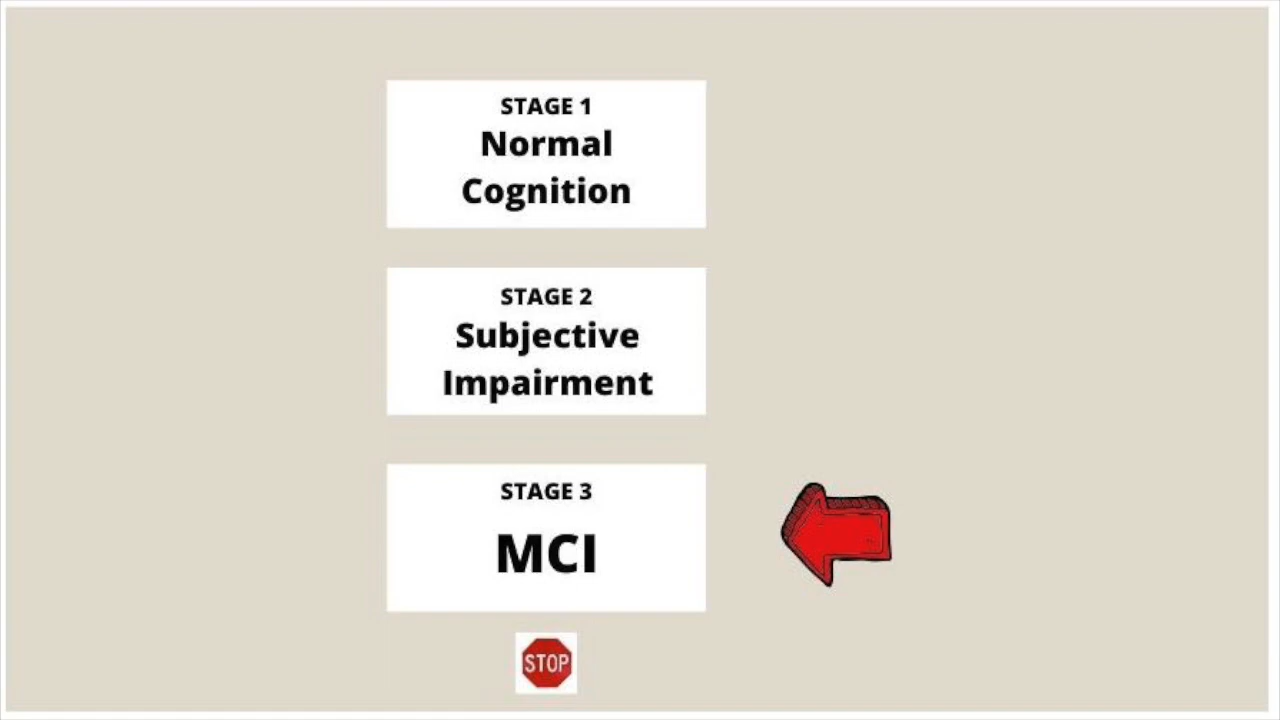 STAGE 1
Normal
Cognition
STAGE 2
Subjective
Impairment
STAGE 3
MCI
STOP